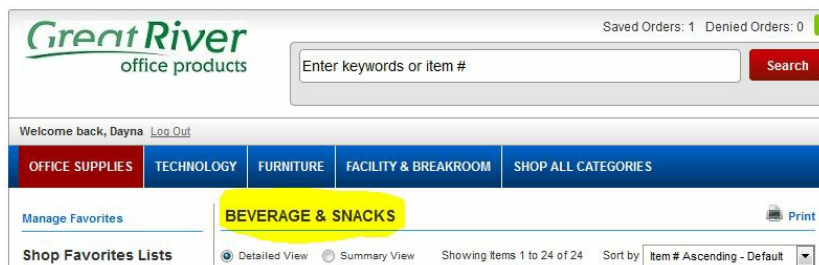 Great River
office products
Saved Orders: 1 Denied Orders: 0
Enter keywords or item #
Search
Welcome back, Dayna Log Out
OFFICE SUPPLIES TECHNOLOGY FURNITURE FACILITY & BREAKROOM SHOP ALL CATEGORIES
Manage Favorites
BEVERAGE & SNACKS
Print
Shop Favorites Lists
Detailed View Summary View Showing Items 1 to 24 of 24 Sort by Item # Ascending - Default